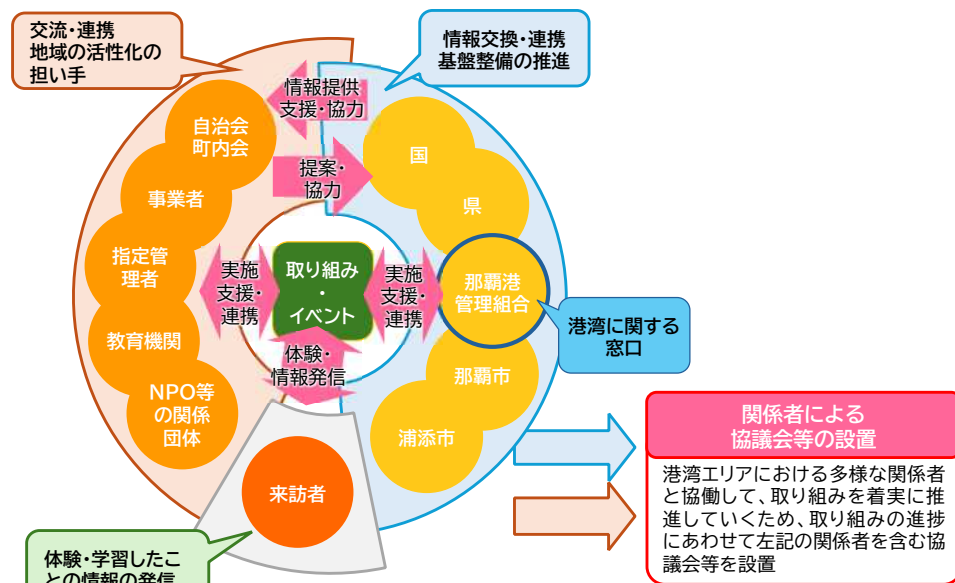 交流・連携
地域の活性化の
担い手
情報交換・連携
基盤整備の推進
情報提供
支援・協力
提案・
協力
自治会
町内会
事業者
指定管
理者
教育機関
NPO等
の関係
団体
国
県
那覇港
管理組合
那覇市
浦添市
実施
支援・
連携
取り組み
・
イベント
実施
支援・
連携
体験・
情報発信
来訪者
港湾に関する
窓口
体験・学習したこ
との情報の発信
関係者による
協議会等の設置
港湾エリアにおける多様な関係者
と協働して、取り組みを着実に推
進していくため、取り組みの進捗
にあわせて左記の関係者を含む協
議会等を設置